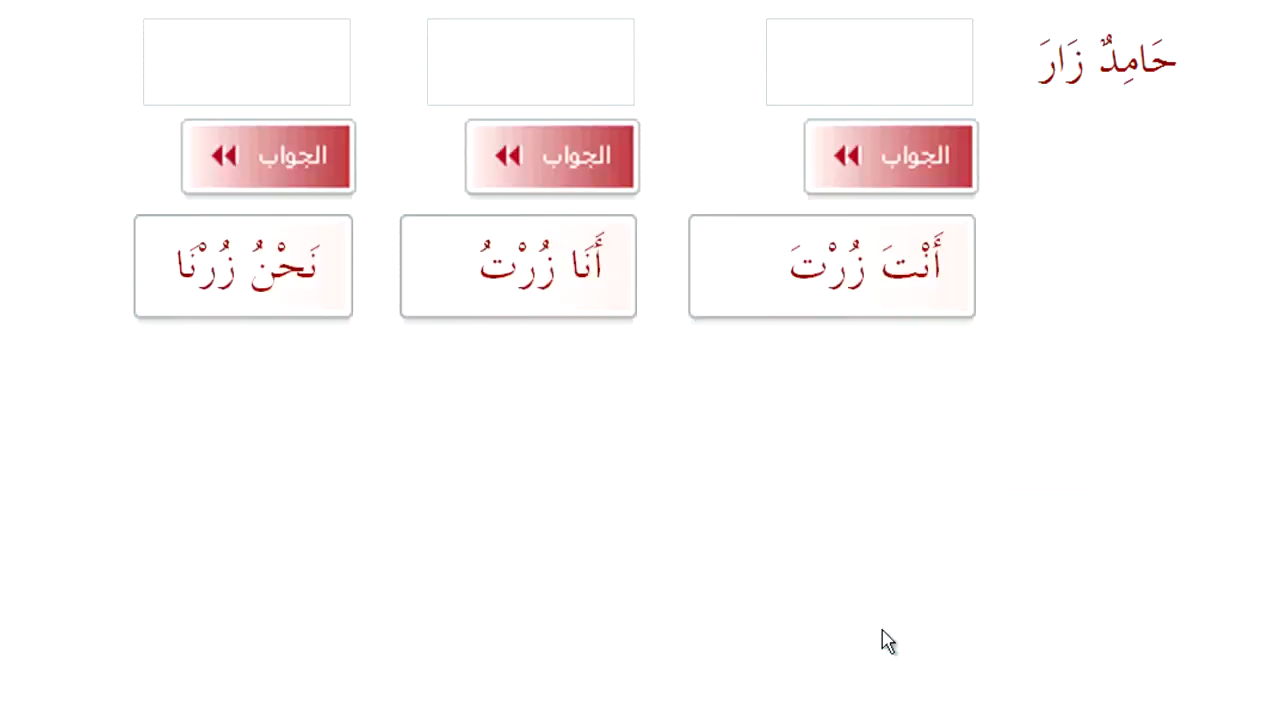 حَامِدٌ زَارَ
الجواب
الجواب
الجواب
أَنْتَ زُرْتَ
أَنَا زُرْتُ
نَحْنُ زُرْنَا